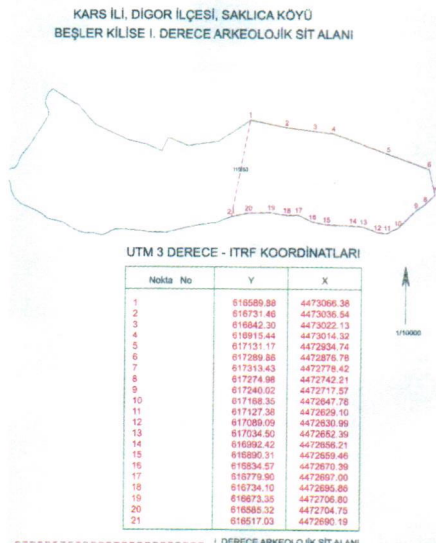 KARS İLİ, DİGOR İLÇESİ, SAKLICA KÖYÜ
BEŞLER KİLİSE I. DERECE ARKEOLOJİK SİT ALANI
1
2
3
4
5
6
8
9
10
11
12
13
14
15
16
17
18
19
20
UTM 3 DERECE - ITRF KOORDİNATLARI
Nokta No Y X
1 616589.88 4473066.38
2 616731.46 4473036.54
3 616842.30 4473022.13
4 616915.44 4473014.32
5 617131.17 4472934.74
6 617289.86 4472876.78
7 617313.43 4472778.42
8 617274.98 4472742.21
9 617240.02 4472717.57
10 617168.35 4472647.78
11 617127.38 4472629.10
12 617089.09 4472630.99
13 617034.50 4472652.39
14 616992.42 4472656.21
15 616890.31 4472659.46
16 616834.57 4472670.39
17 616779.90 4472697.00
18 616734.10 4472695.86
19 616673.35 4472706.80
20 616585.32 4472704.75
21 616517.03 4472690.19
1/10000
I. DERECE ARKEOLOJİK SİT ALANI